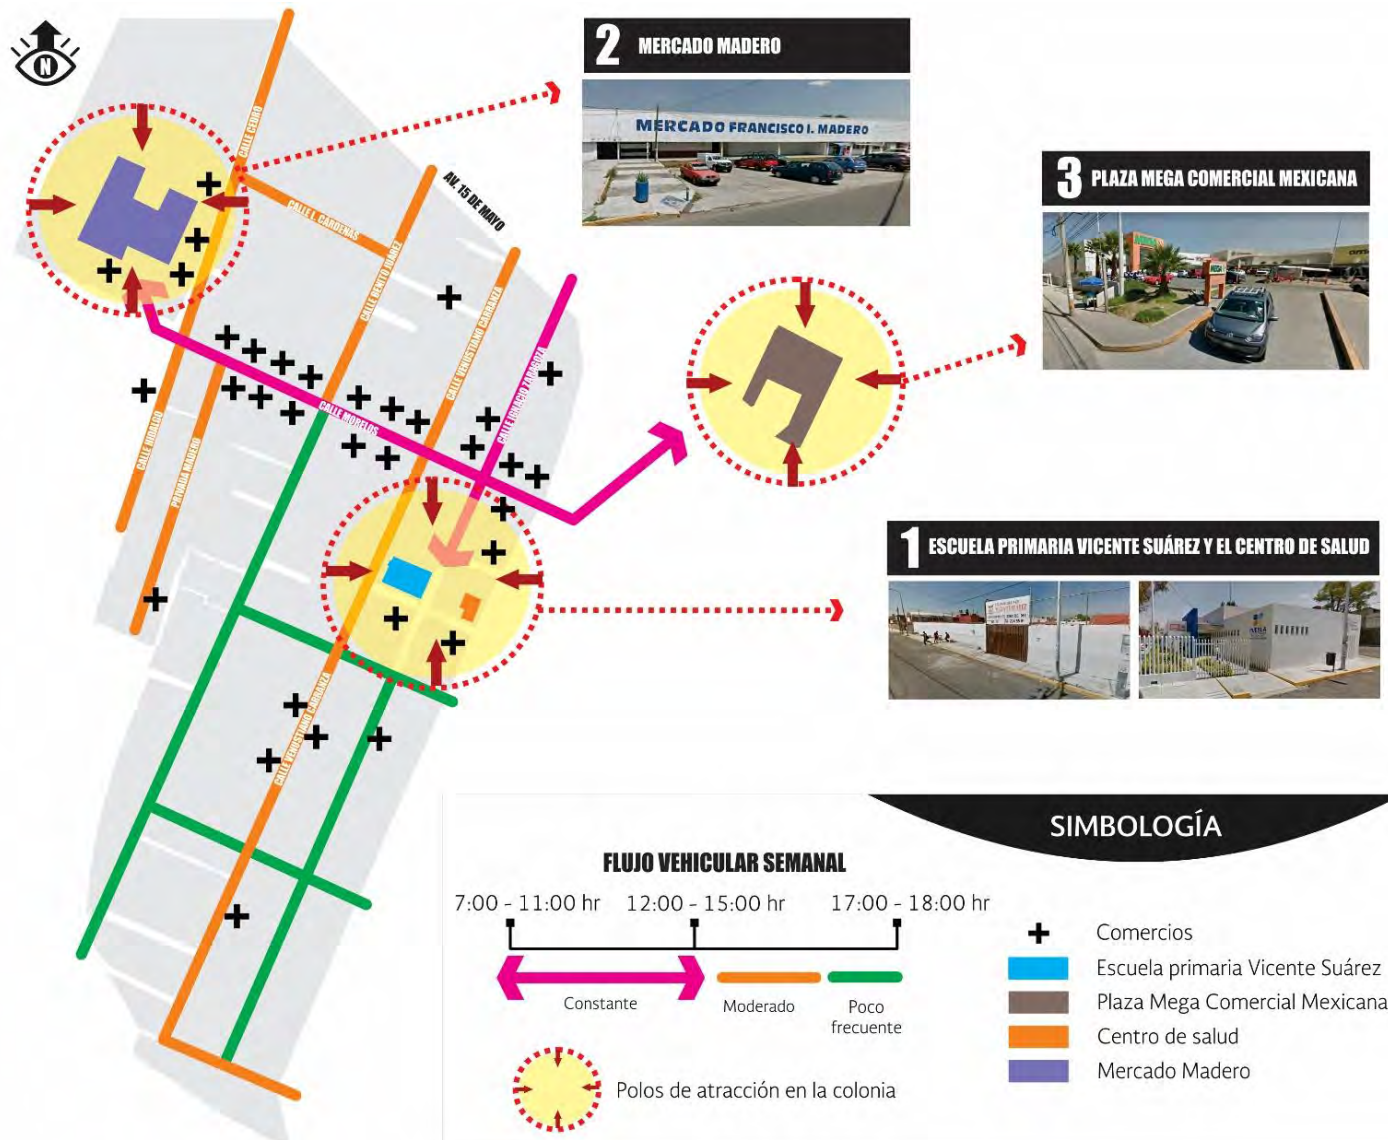 N
2 MERCADO MADERO
MERCADO FRANCISCO I. MADERO
3 PLAZA MEGA COMERCIAL MEXICANA
MEGA
1 ESCUELA PRIMARIA VICENTE SUÁREZ Y EL CENTRO DE SALUD
CALLE CEDRO
CALLE L. CARDENAS
AV. 15 DE MAYO
CALLE BENITO JUAREZ
CALLE VENUSTIANO CARRANZA
CALLE IGNACIO ZARAGOZA
CALLE MORELOS
CALLE HIDALGO
PRIVADA MADERO
CALLE VENUSTIANO CARRANZA
SIMBOLOGÍA
FLUJO VEHICULAR SEMANAL
7:00 - 11:00 hr 12:00 - 15:00 hr 17:00 - 18:00 hr
Constante
Moderado
Poco
frecuente
Polos de atracción en la colonia
Comercios
Escuela primaria Vicente Suárez
Plaza Mega Comercial Mexicana
Centro de salud
Mercado Madero